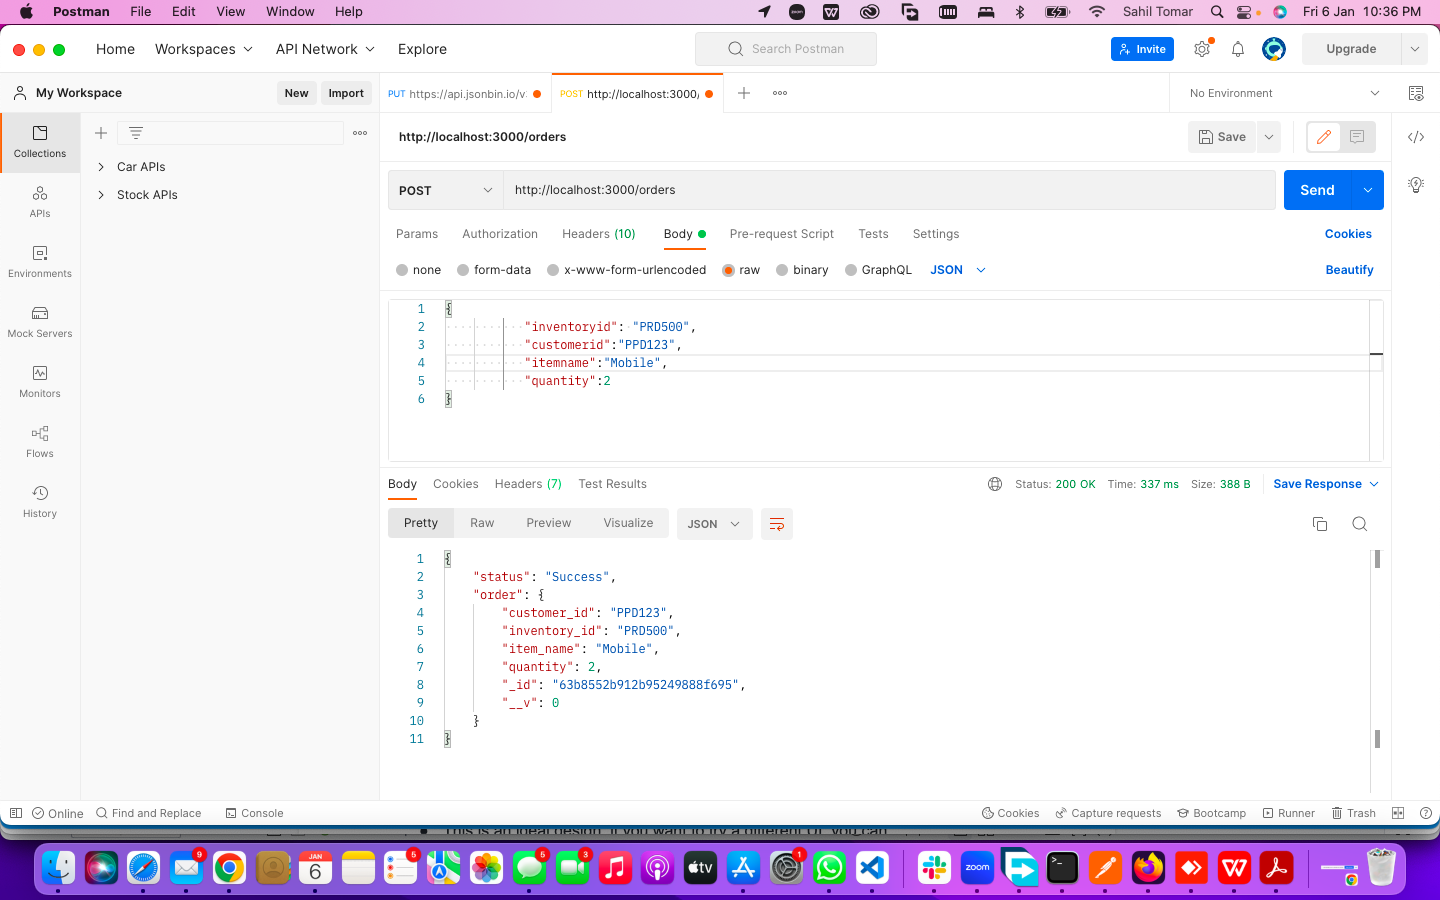 Postman File Edit View Window Help Sahil Tomar Fri 6 Jan 10:36 PM
Home Workspaces API Network Explore Search Postman Invite Upgrade
My Workspace New Import PUT https://api.jsonbin.io/v POST http://localhost:3000/ No Environment
Collections
APIs
Environments
Mock Servers
Monitors
Flows
History
Car APIs
Stock APIs
http://localhost:3000/orders Save
POST http://localhost:3000/orders Send
Params Authorization Headers (10) Body Pre-request Script Tests Settings Cookies
none form-data x-www-form-urlencoded raw binary GraphQL JSON Beautify
1 {
2 "inventoryid": "PRD500",
3 "customerid":"PPD123",
4 "itemname":"Mobile",
5 "quantity":2
6 }
Body Cookies Headers (7) Test Results Status: 200 OK Time: 337 ms Size: 388 B Save Response
Pretty Raw Preview Visualize JSON
1 {
2 "status": "Success",
3 "order": {
4 "customer_id": "PPD123",
5 "inventory_id": "PRD500",
6 "item_name": "Mobile",
7 "quantity": 2,
8 "_id": "63b8552b912b95249888f695",
9 "__v": 0
10 }
11 }
Online Find and Replace Console Cookies Capture requests Bootcamp Runner Trash
This is an ideal design, if you want to try a different
9 JAN 6 5 5 3 tv 1 zoom